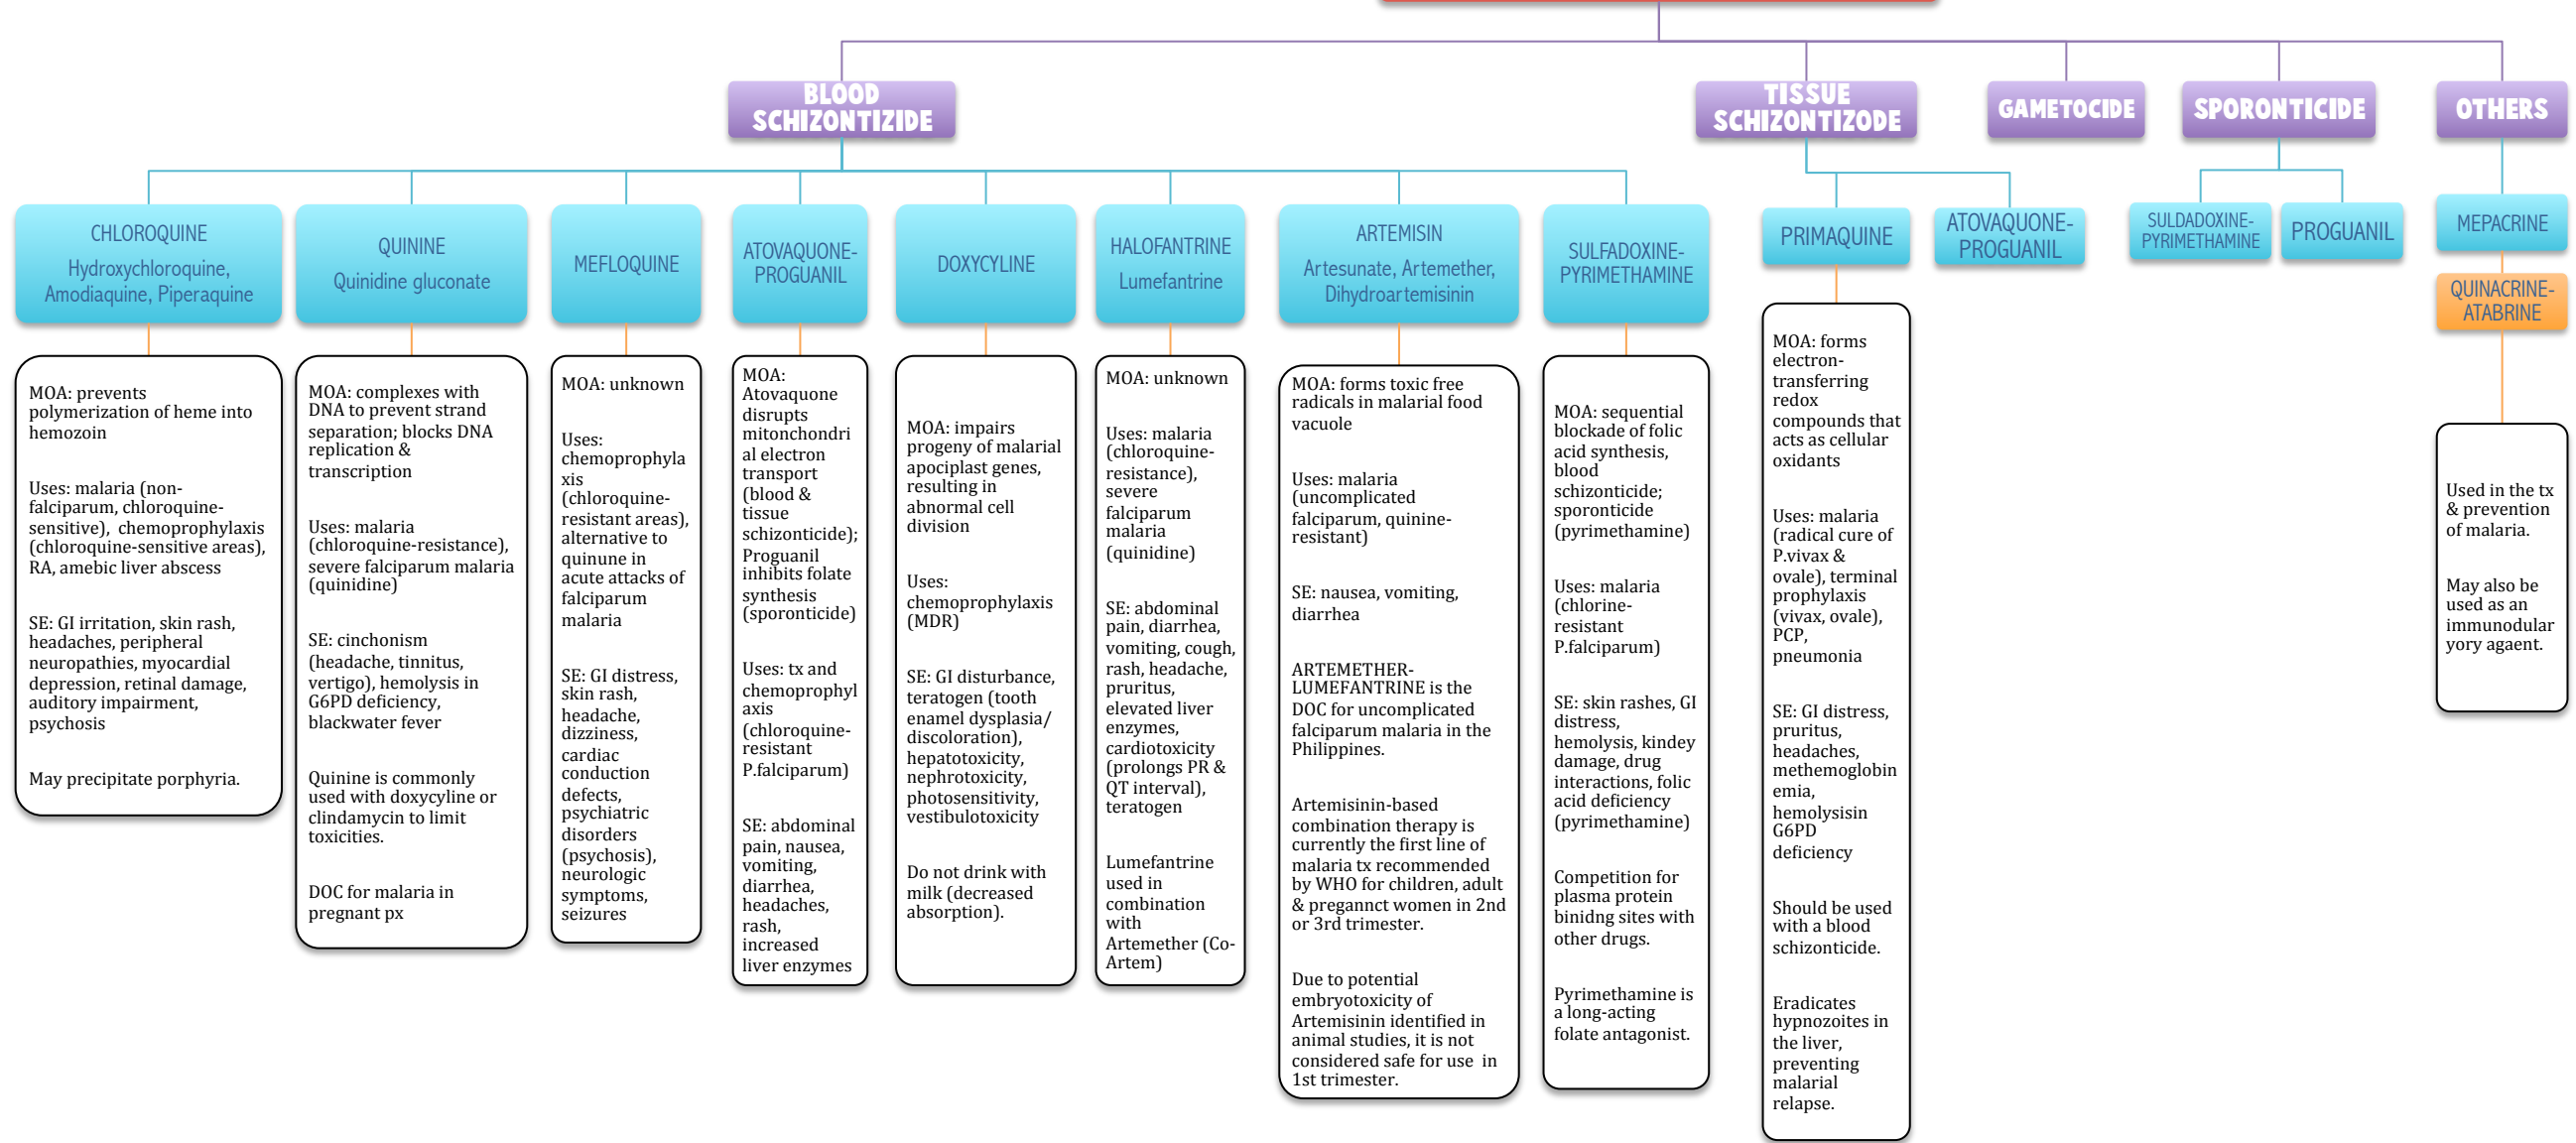 BLOOD
SCHIZONTIZIDE
TISSUE
SCHIZONTIZODE
GAMETOCIDE
SPORONTICIDE
OTHERS
CHLOROQUINE
Hydroxychloroquine,
Amodiaquine, Piperaquine
QUININE
Quinidine gluconate
MEFLOQUINE
ATOVAQUONE-
PROGUANIL
DOXYCYLINE
HALOFANTRINE
Lumefantrine
ARTEMISIN
Artesunate, Artemether,
Dihydroartemisinin
SULFADOXINE-
PYRIMETHAMINE
PRIMAQUINE
ATOVAQUONE-
PROGUANIL
SULDADOXINE-
PYRIMETHAMINE
PROGUANIL
MEPACRINE
QUINACRINE-
ATABRINE
MOA: prevents
polymerization of heme into
hemozoin
Uses: malaria (non-
falciparum, chloroquine-
sensitive), chemoprophylaxis
(chloroquine-sensitive areas),
RA, amebic liver abscess
SE: GI irritation, skin rash,
headaches, peripheral
neuropathies, myocardial
depression, retinal damage,
auditory impairment,
psychosis
May precipitate porphyria.
MOA: complexes with
DNA to prevent strand
separation; blocks DNA
replication &
transcription
Uses: malaria
(chloroquine-resistance),
severe falciparum malaria
(quinidine)
SE: cinchonism
(headache, tinnitus,
vertigo), hemolysis in
G6PD deficiency,
blackwater fever
Quinine is commonly
used with doxycyline or
clindamycin to limit
toxicities.
DOC for malaria in
pregnant px
MOA: unknown
Uses:
chemoprophyla
xis
(chloroquine-
resistant areas),
alternative to
quinune in
acute attacks of
falciparum
malaria
SE: GI distress,
skin rash,
headache,
dizziness,
cardiac
conduction
defects,
psychiatric
disorders
(psychosis),
neurologic
symptoms,
seizures
MOA:
Atovaquone
disrupts
mitonchondri
al electron
transport
(blood &
tissue
schizonticide);
Proguanil
inhibits folate
synthesis
(sporonticide)
Uses: tx and
chemoprophyl
axis
(chloroquine-
resistant
P.falciparum)
SE: abdominal
pain, nausea,
vomiting,
diarrhea,
headaches,
rash,
increased
liver enzymes
MOA: impairs
progeny of malarial
apociplast genes,
resulting in
abnormal cell
division
Uses:
chemoprophylaxis
(MDR)
SE: GI disturbance,
teratogen (tooth
enamel dysplasia/
discoloration),
hepatotoxicity,
nephrotoxicity,
photosensitivity,
vestibulotoxicity
Do not drink with
milk (decreased
absorption).
MOA: unknown
Uses: malaria
(chloroquine-
resistance),
severe
falciparum
malaria
(quinidine)
SE: abdominal
pain, diarrhea,
vomiting, cough,
rash, headache,
pruritus,
elevated liver
enzymes,
cardiotoxicity
(prolongs PR &
QT interval),
teratogen
Lumefantrine
used in
combination
with
Artemether (Co-
Artem)
MOA: forms toxic free
radicals in malarial food
vacuole
Uses: malaria
(uncomplicated
falciparum, quinine-
resistant)
SE: nausea, vomiting,
diarrhea
ARTEMETHER-
LUMEFANTRINE is the
DOC for uncomplicated
falciparum malaria in the
Philippines.
Artemisinin-based
combination therapy is
currently the first line of
malaria tx recommended
by WHO for children, adult
& pregannct women in 2nd
or 3rd trimester.
Due to potential
embryotoxicity of
Artemisinin identified in
animal studies, it is not
considered safe for use in
1st trimester.
MOA: sequential
blockade of folic
acid synthesis,
blood
schizonticide;
sporonticide
(pyrimethamine)
Uses: malaria
(chlorine-
resistant
P.falciparum)
SE: skin rashes, GI
distress,
hemolysis, kindey
damage, drug
interactions, folic
acid deficiency
(pyrimethamine)
Competition for
plasma protein
binidng sites with
other drugs.
Pyrimethamine is
a long-acting
folate antagonist.
MOA: forms
electron-
transferring
redox
compounds that
acts as cellular
oxidants
Uses: malaria
(radical cure of
P.vivax &
ovale), terminal
prophylaxis
(vivax, ovale),
PCP,
pneumonia
SE: GI distress,
pruritus,
headaches,
methemoglobin
emia,
hemolysisin
G6PD
deficiency
Should be used
with a blood
schizonticide.
Eradicates
hypnozoites in
the liver,
preventing
malarial
relapse.
Used in the tx
& prevention
of malaria.
May also be
used as an
immunodular
yory agaent.